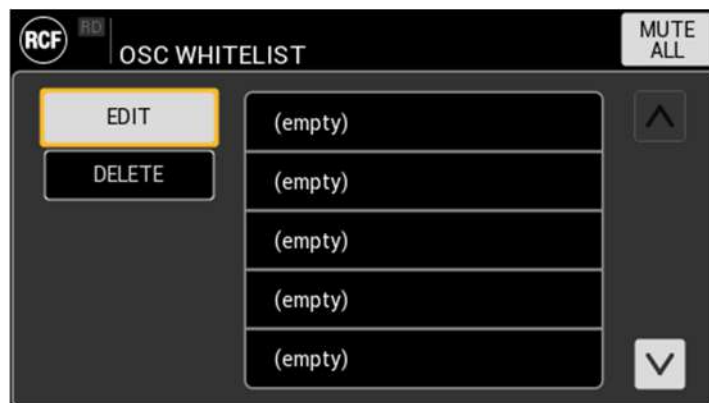 RCF
RD
OSC WHITELIST
MUTE
ALL
EDIT
DELETE
(empty)
(empty)
(empty)
(empty)
(empty)